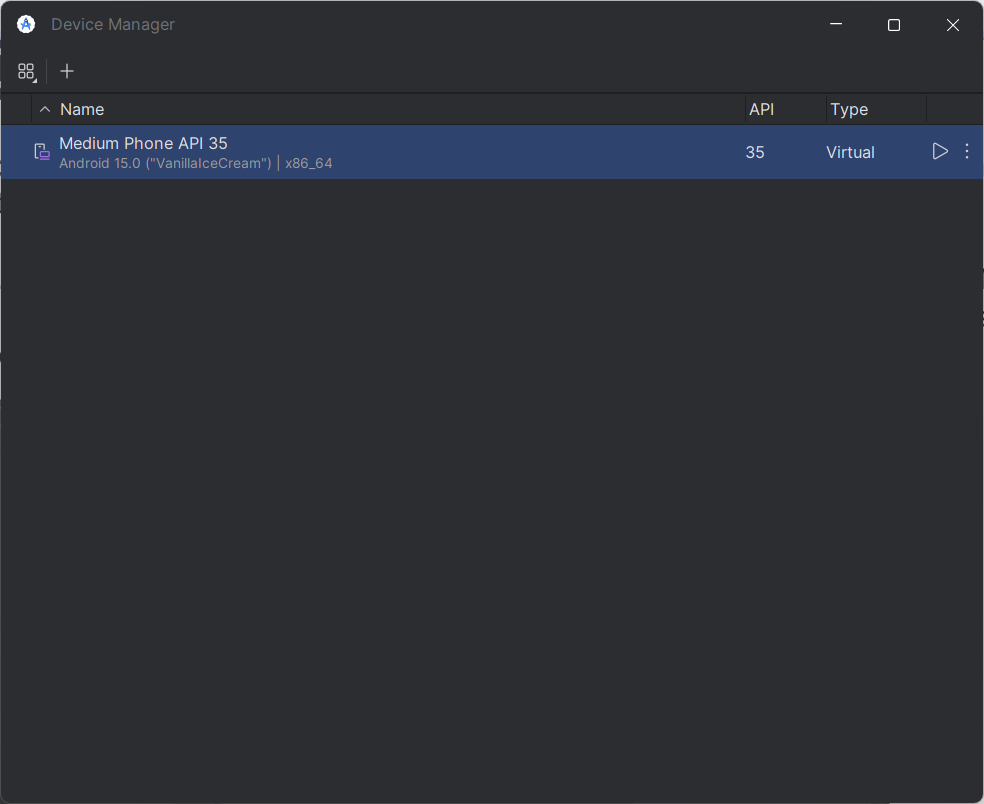 Device Manager
Name API Type
Medium Phone API 35
Android 15.0 ("VanillaIceCream") | x86_64
35 Virtual